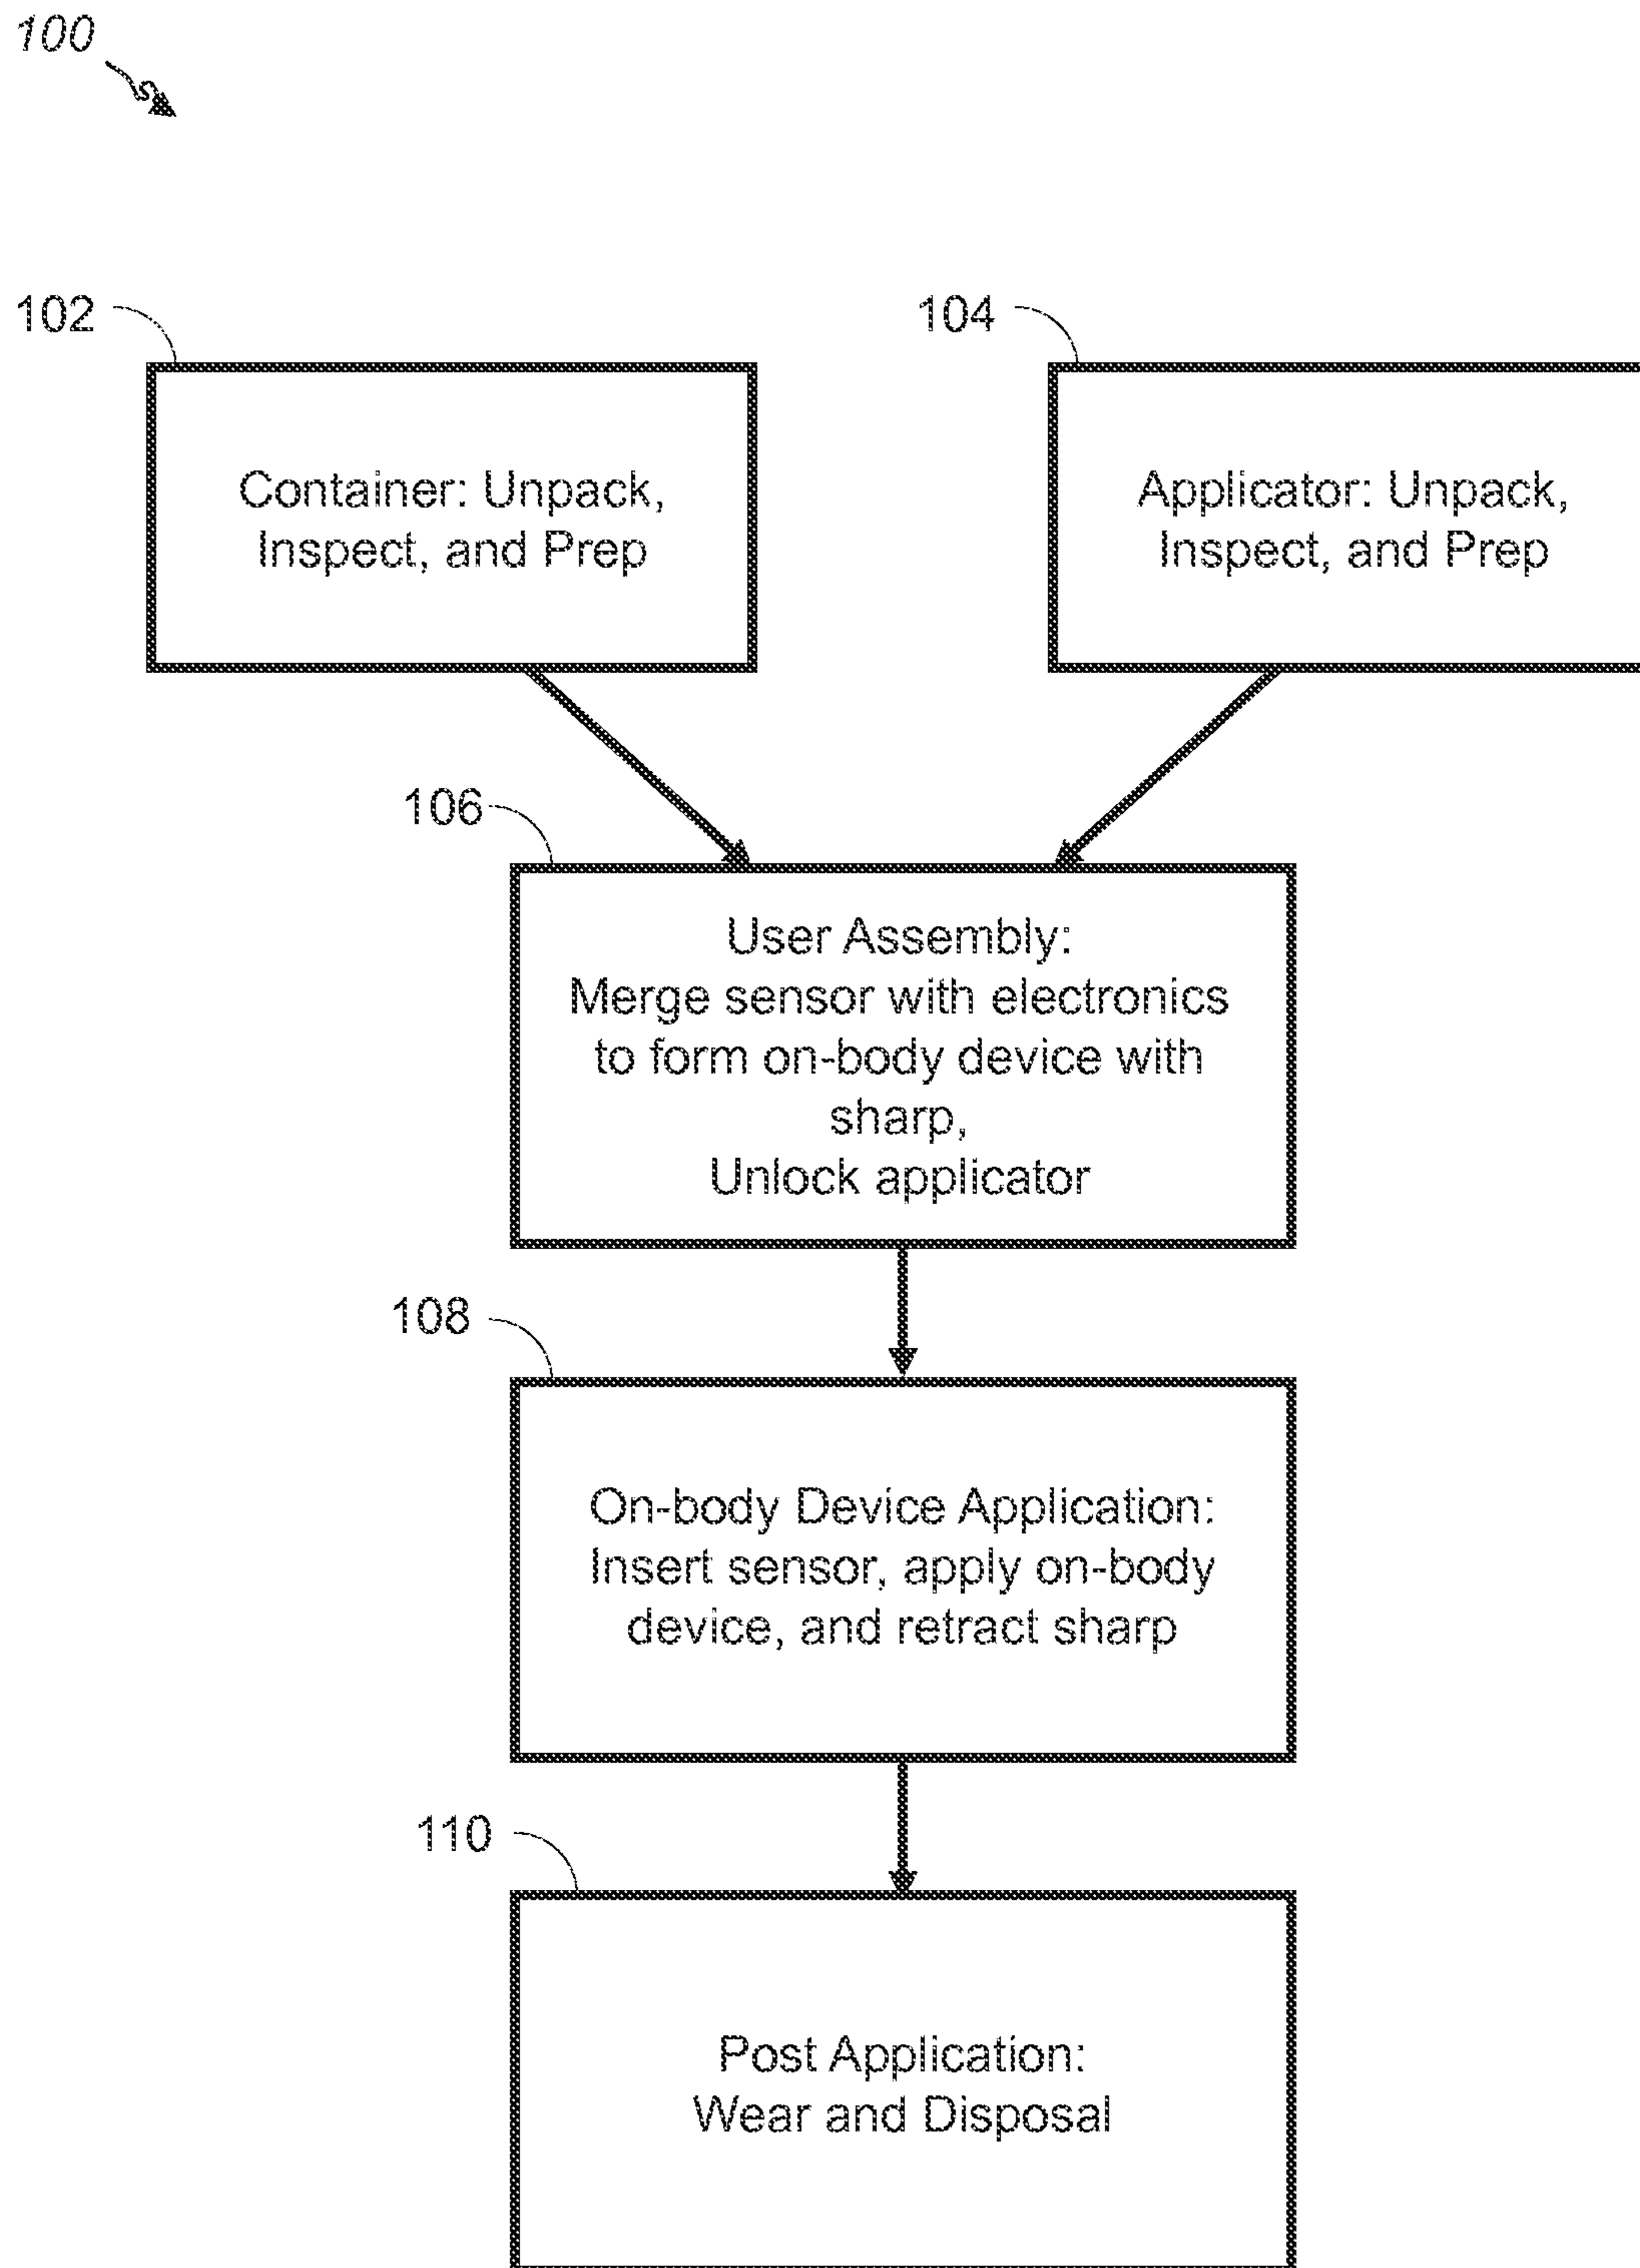 100
102
104
Container: Unpack,
Inspect, and Prep
Applicator: Unpack,
Inspect, and Prep
106
User Assembly:
Merge sensor with electronics
to form on-body device with
sharp,
Unlock applicator
108
On-body Device Application:
Insert sensor, apply on-body
device, and retract sharp
110
Post Application:
Wear and Disposal